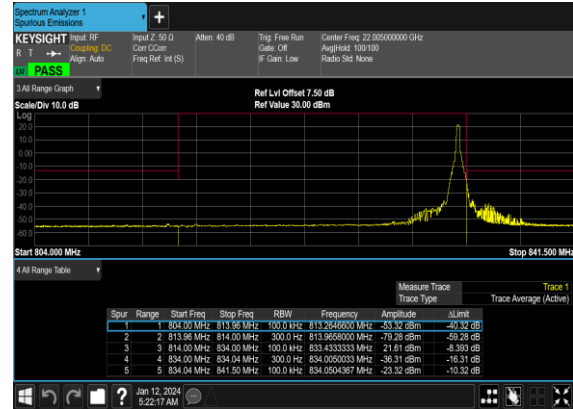 Spectrum Analyzer 1
Spurious Emissions
KEYSIGHT Input: RF Input Z: 50 Ω Atten: 40 dB Trig: Free Run Center Freq: 22.005000000 GHz
R T Coupling: DC Corr CCorr Gate: Off Avg|Hold: 100/100
Align: Auto Freq Ref: Int (S) IF Gain: Low Radio Std: None
PASS
3 All Range Graph Ref Lvl Offset 7.50 dB
Scale/Div 10.0 dB Ref Value 30.00 dBm
Log
20.0
10.0
0.00
-10.0
-20.0
-30.0
-40.0
-50.0
-60.0
Start 804.000 MHz Stop 841.500 MHz
4 All Range Table
Measure Trace Trace 1
Trace Type Trace Average (Active)
Spur Range Start Freq Stop Freq RBW Frequency Amplitude ΔLimit
1 1 804.00 MHz 813.96 MHz 100.0 kHz 813.2646600 MHz -53.32 dBm -40.32 dB
2 2 813.96 MHz 814.00 MHz 300.0 Hz 813.9658000 MHz -79.28 dBm -59.28 dB
3 3 814.00 MHz 834.00 MHz 100.0 kHz 833.4333333 MHz 21.61 dBm -8.393 dB
4 4 834.00 MHz 834.04 MHz 300.0 Hz 834.0050033 MHz -36.31 dBm -16.31 dB
5 5 834.04 MHz 841.50 MHz 100.0 kHz 834.0504367 MHz -23.32 dBm -10.32 dB
Jan 12, 2024
5:22:17 AM